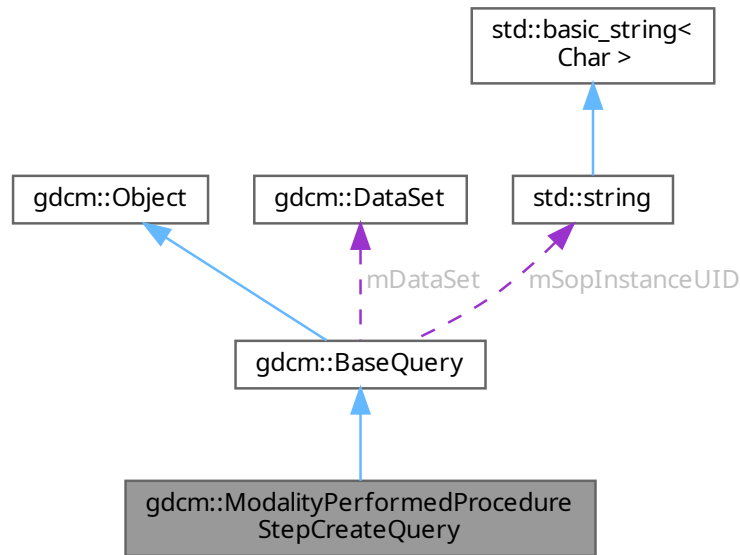 std::basic_string<
Char >
gdcm::Object
gdcm::DataSet
std::string
mDataSet
mSopInstanceUID
gdcm::BaseQuery
gdcm::ModalityPerformedProcedure
StepCreateQuery